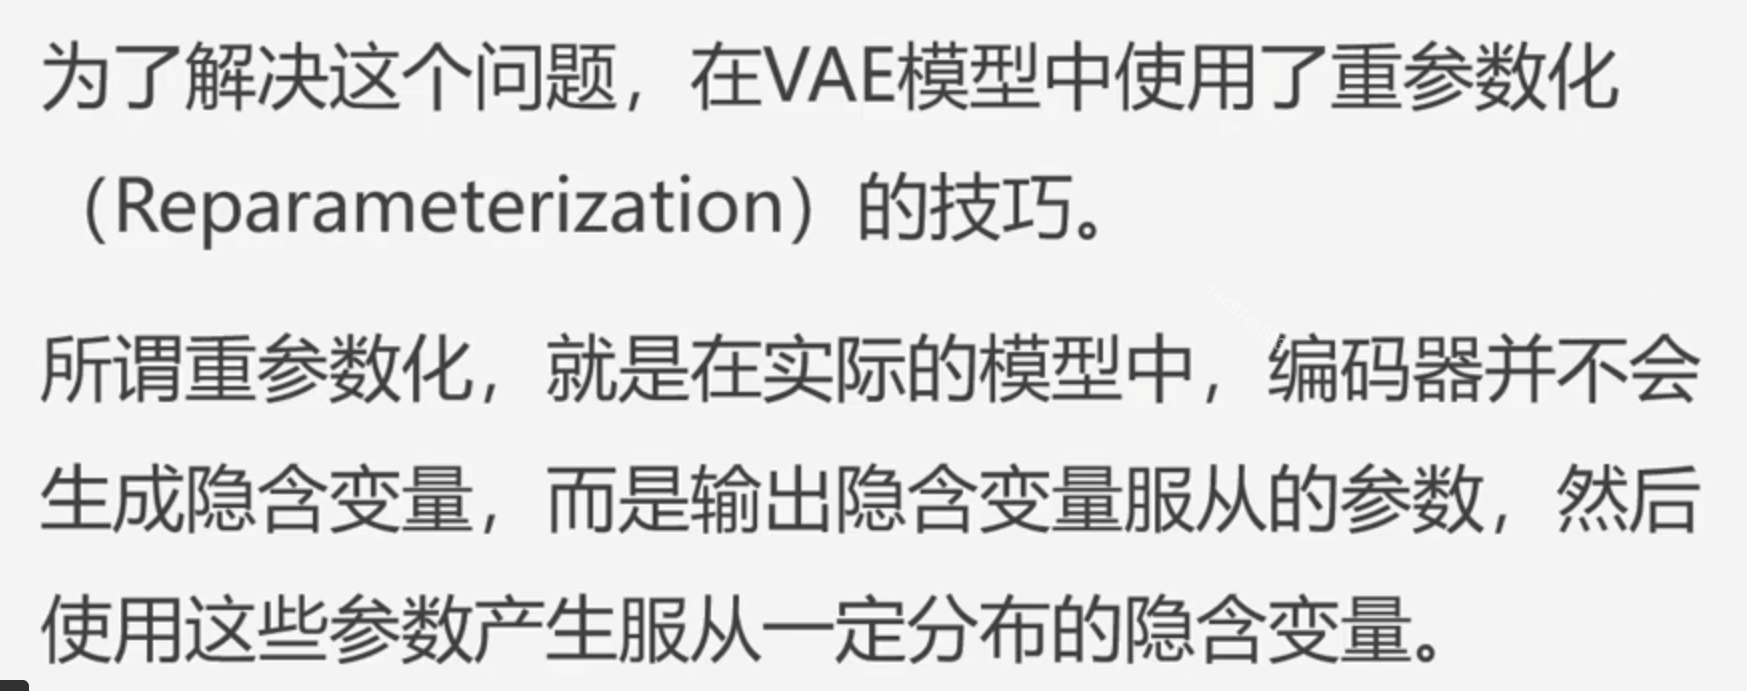 为了解决这个问题，在VAE模型中使用了重参数化
（Reparameterization）的技巧。
所谓重参数化，就是在实际的模型中，编码器并不会
生成隐含变量，而是输出隐含变量服从的参数，然后
使用这些参数产生服从一定分布的隐含变量。